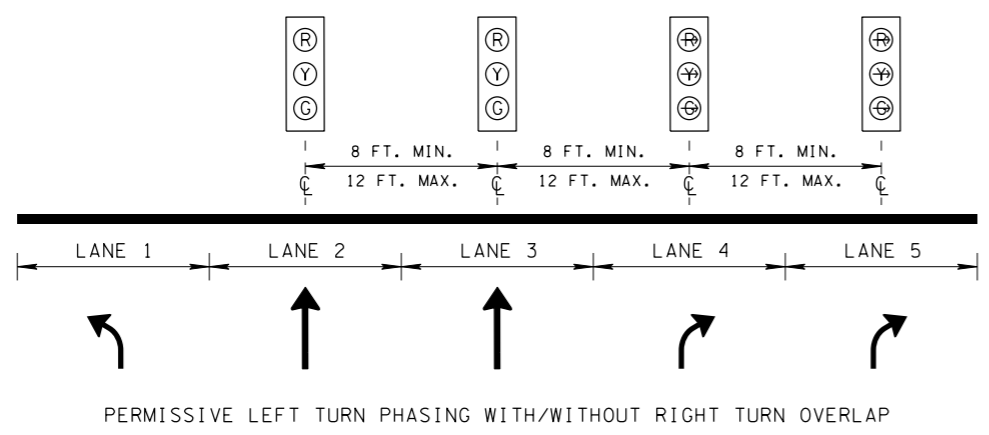 R R R R
Y Y Y Y
G G G G
8 FT. MIN. 8 FT. MIN. 8 FT. MIN.
℄ 12 FT. MAX. ℄ 12 FT. MAX. ℄ 12 FT. MAX. ℄
LANE 1 LANE 2 LANE 3 LANE 4 LANE 5
PERMISSIVE LEFT TURN PHASING WITH/WITHOUT RIGHT TURN OVERLAP